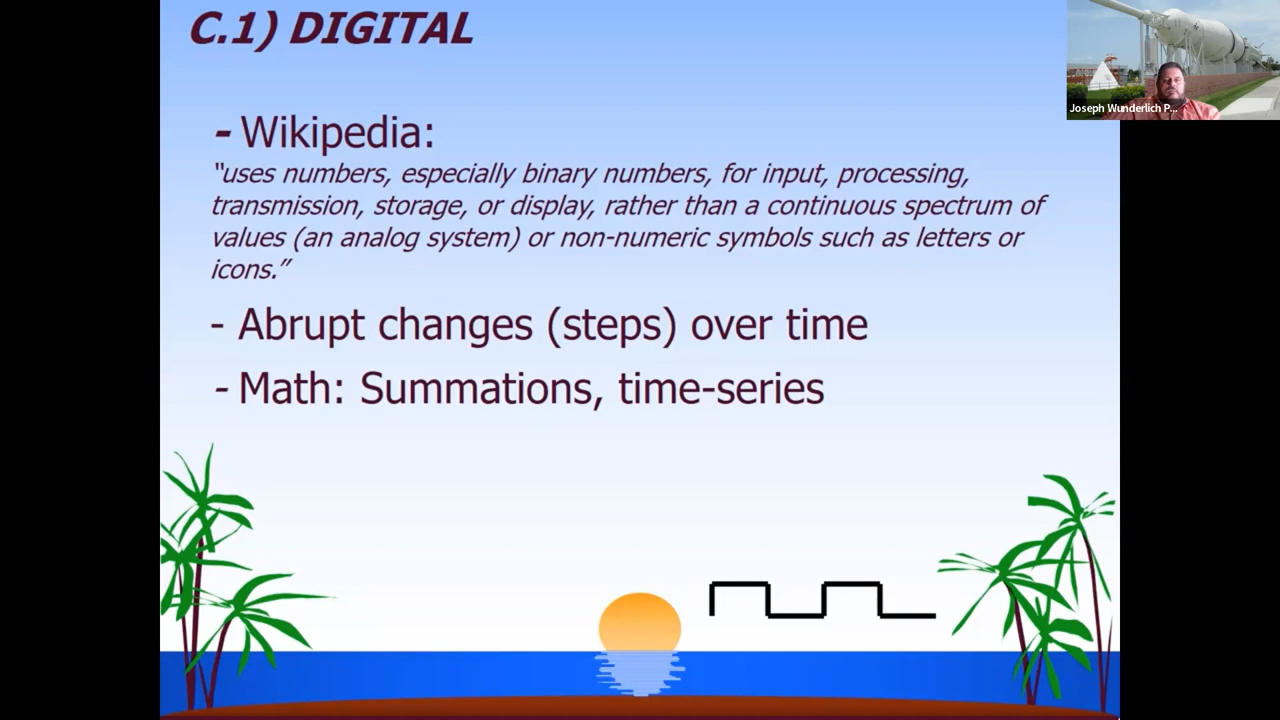 C.1) DIGITAL
- Wikipedia:
"uses numbers, especially binary numbers, for input, processing,
transmission, storage, or display, rather than a continuous spectrum of
values (an analog system) or non-numeric symbols such as letters or
icons."
- Abrupt changes (steps) over time
- Math: Summations, time-series
Joseph Wunderlich P...